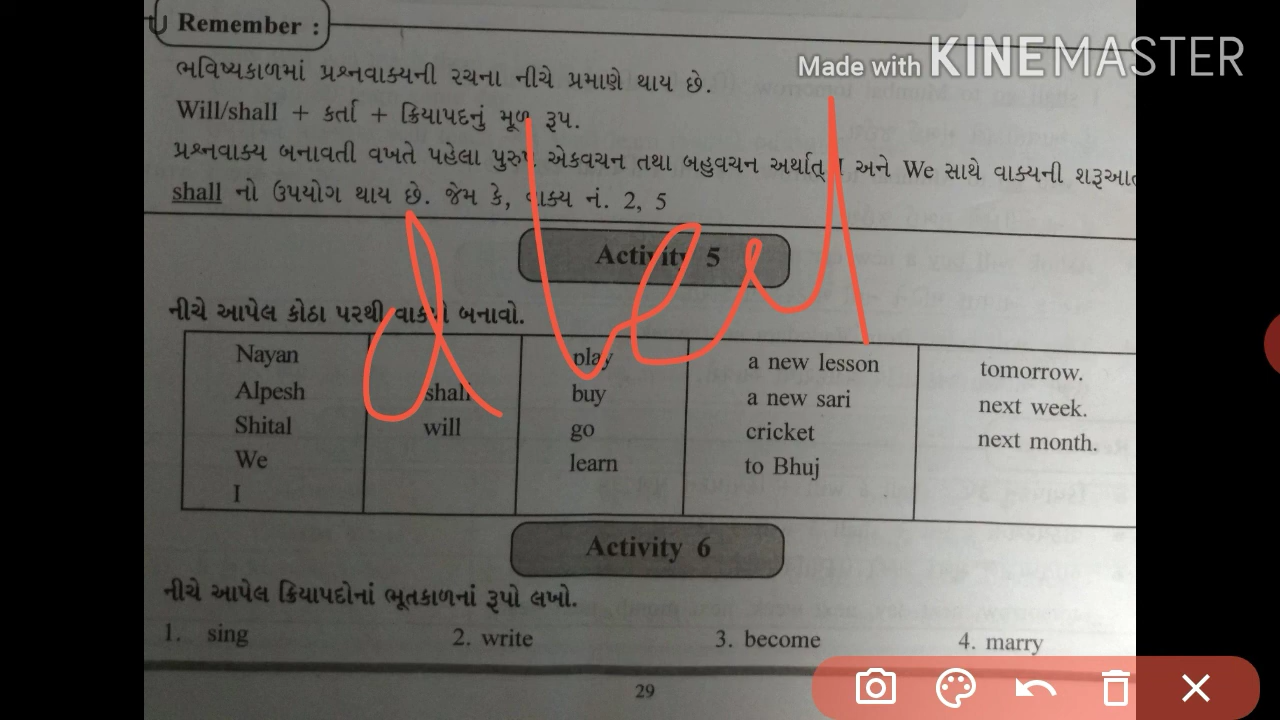 Remember :
Made with KINEMASTER
ભવિષ્યકાળમાં પ્રશ્નવાક્યની રચના નીચે પ્રમાણે થાય છે.
Will/shall + કર્તા + ક્રિયાપદનું મૂળ રૂપ.
પ્રશ્નવાક્ય બનાવતી વખતે પહેલા પુરુષ એકવચન તથા બહુવચન અર્થાત્ I અને We સાથે વાક્યની
shall નો ઉપયોગ થાય છે. જેમ કે, વાક્ય નં. 2, 5
Activity 5
નીચે આપેલ કોઠા પરથી વાક્યો બનાવો.
Nayan play a new lesson tomorrow.
Alpesh shall buy a new sari next week.
Shital will go cricket next month.
We learn to Bhuj
I
Activity 6
નીચે આપેલ ક્રિયાપદોનાં ભૂતકાળનાં રૂપો લખો.
1. sing 2. write 3. become 4. marry
29